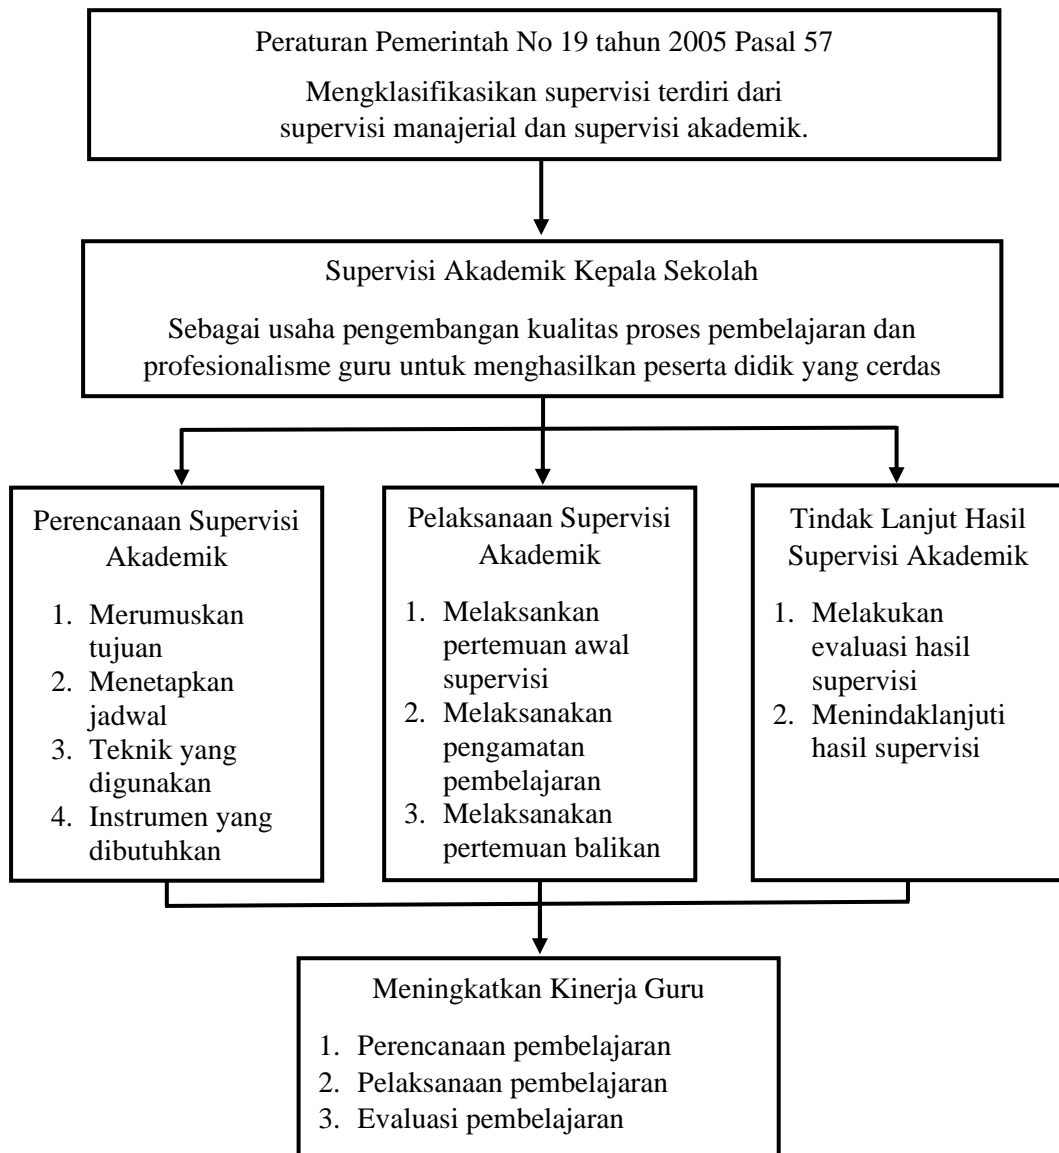 Peraturan Pemerintah No 19 tahun 2005 Pasal 57
Mengklasifikasikan supervisi terdiri dari
supervisi manajerial dan supervisi akademik.
Supervisi Akademik Kepala Sekolah
Sebagai usaha pengembangan kualitas proses pembelajaran dan
profesionalisme guru untuk menghasilkan peserta didik yang cerdas
Perencanaan Supervisi
Akademik
1. Merumuskan
tujuan
2. Menetapkan
jadwal
3. Teknik yang
digunakan
4. Instrumen yang
dibutuhkan
Pelaksanaan Supervisi
Akademik
1. Melaksankan
pertemuan awal
supervisi
2. Melaksanakan
pengamatan
pembelajaran
3. Melaksanakan
pertemuan balikan
Tindak Lanjut Hasil
Supervisi Akademik
1. Melakukan
evaluasi hasil
supervisi
2. Menindaklanjuti
hasil supervisi
Meningkatkan Kinerja Guru
1. Perencanaan pembelajaran
2. Pelaksanaan pembelajaran
3. Evaluasi pembelajaran